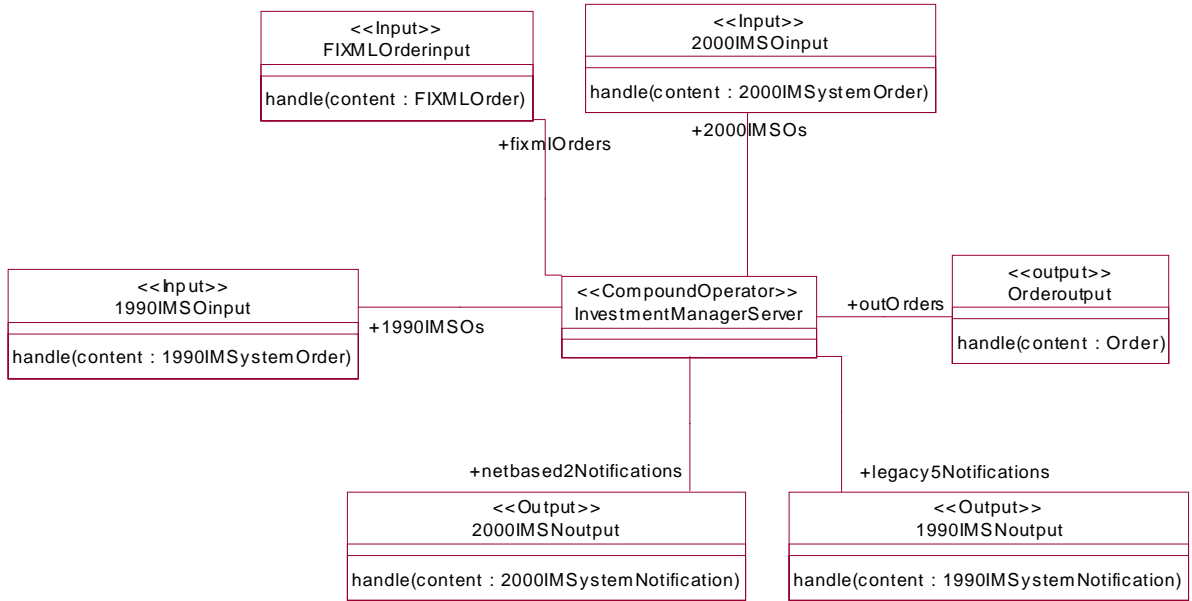 <<Input>>
FIXMLOrderinput
handle(content : FIXMLOrder)
+fixmlOrders
<<Input>>
2000IMSOinput
handle(content : 2000IMSystemOrder)
+2000IMSOs
<<Input>>
1990IMSOinput
handle(content : 1990IMSystemOrder)
+1990IMSOs
<<CompoundOperator>>
InvestmentManagerServer
+outOrders
<<output>>
Orderoutput
handle(content : Order)
+netbased2Notifications
<<Output>>
2000IMSNoutput
handle(content : 2000IMSystemNotification)
+legacy5Notifications
<<Output>>
1990IMSNoutput
handle(content : 1990IMSystemNotification)